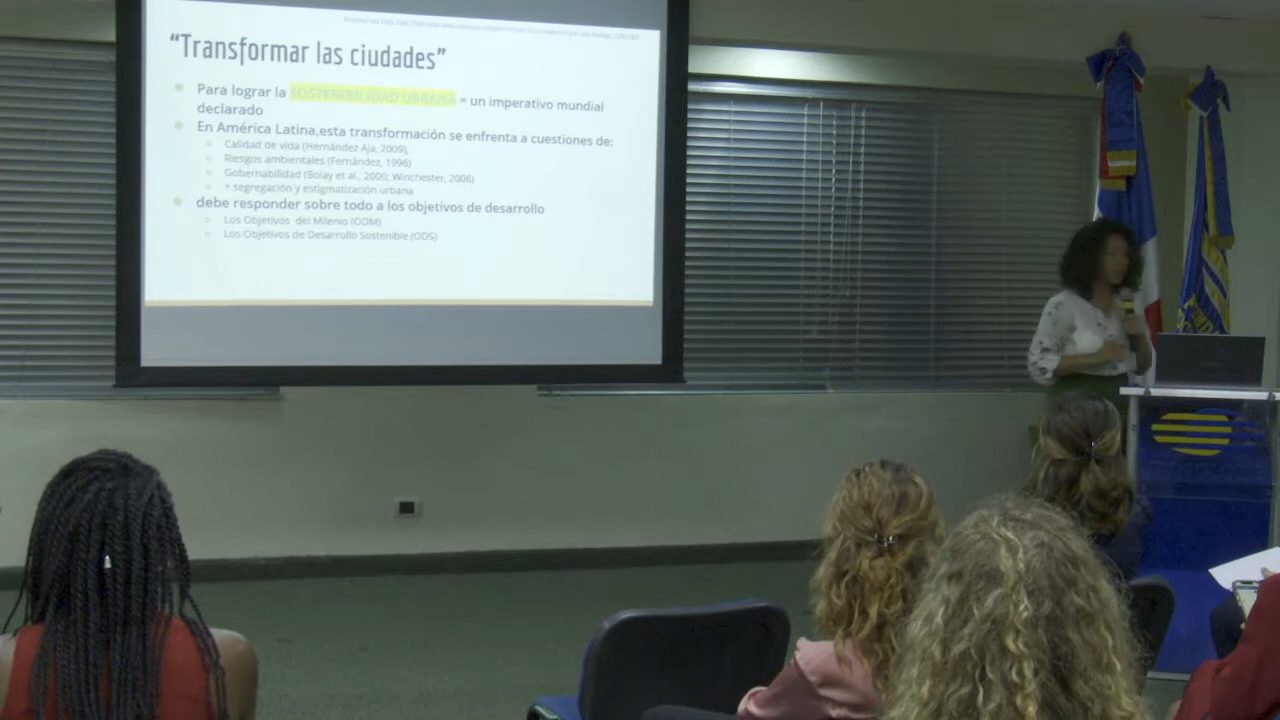 “Transformar las ciudades”
Para lograr la SOSTENIBILIDAD URBANA = un imperativo mundial
declarado
En América Latina,esta transformación se enfrenta a cuestiones de:
Calidad de vida (Hernández Aja, 2009),
Riesgos ambientales (Fernández, 1996)
Gobernabilidad (Boiay et al., 2000; Winchester, 2006)
+ segregación y estigmatización urbana
debe responder sobre todo a los objetivos de desarrollo
Los Objetivos del Milenio (ODM)
Los Objetivos de Desarrollo Sostenible (ODS)